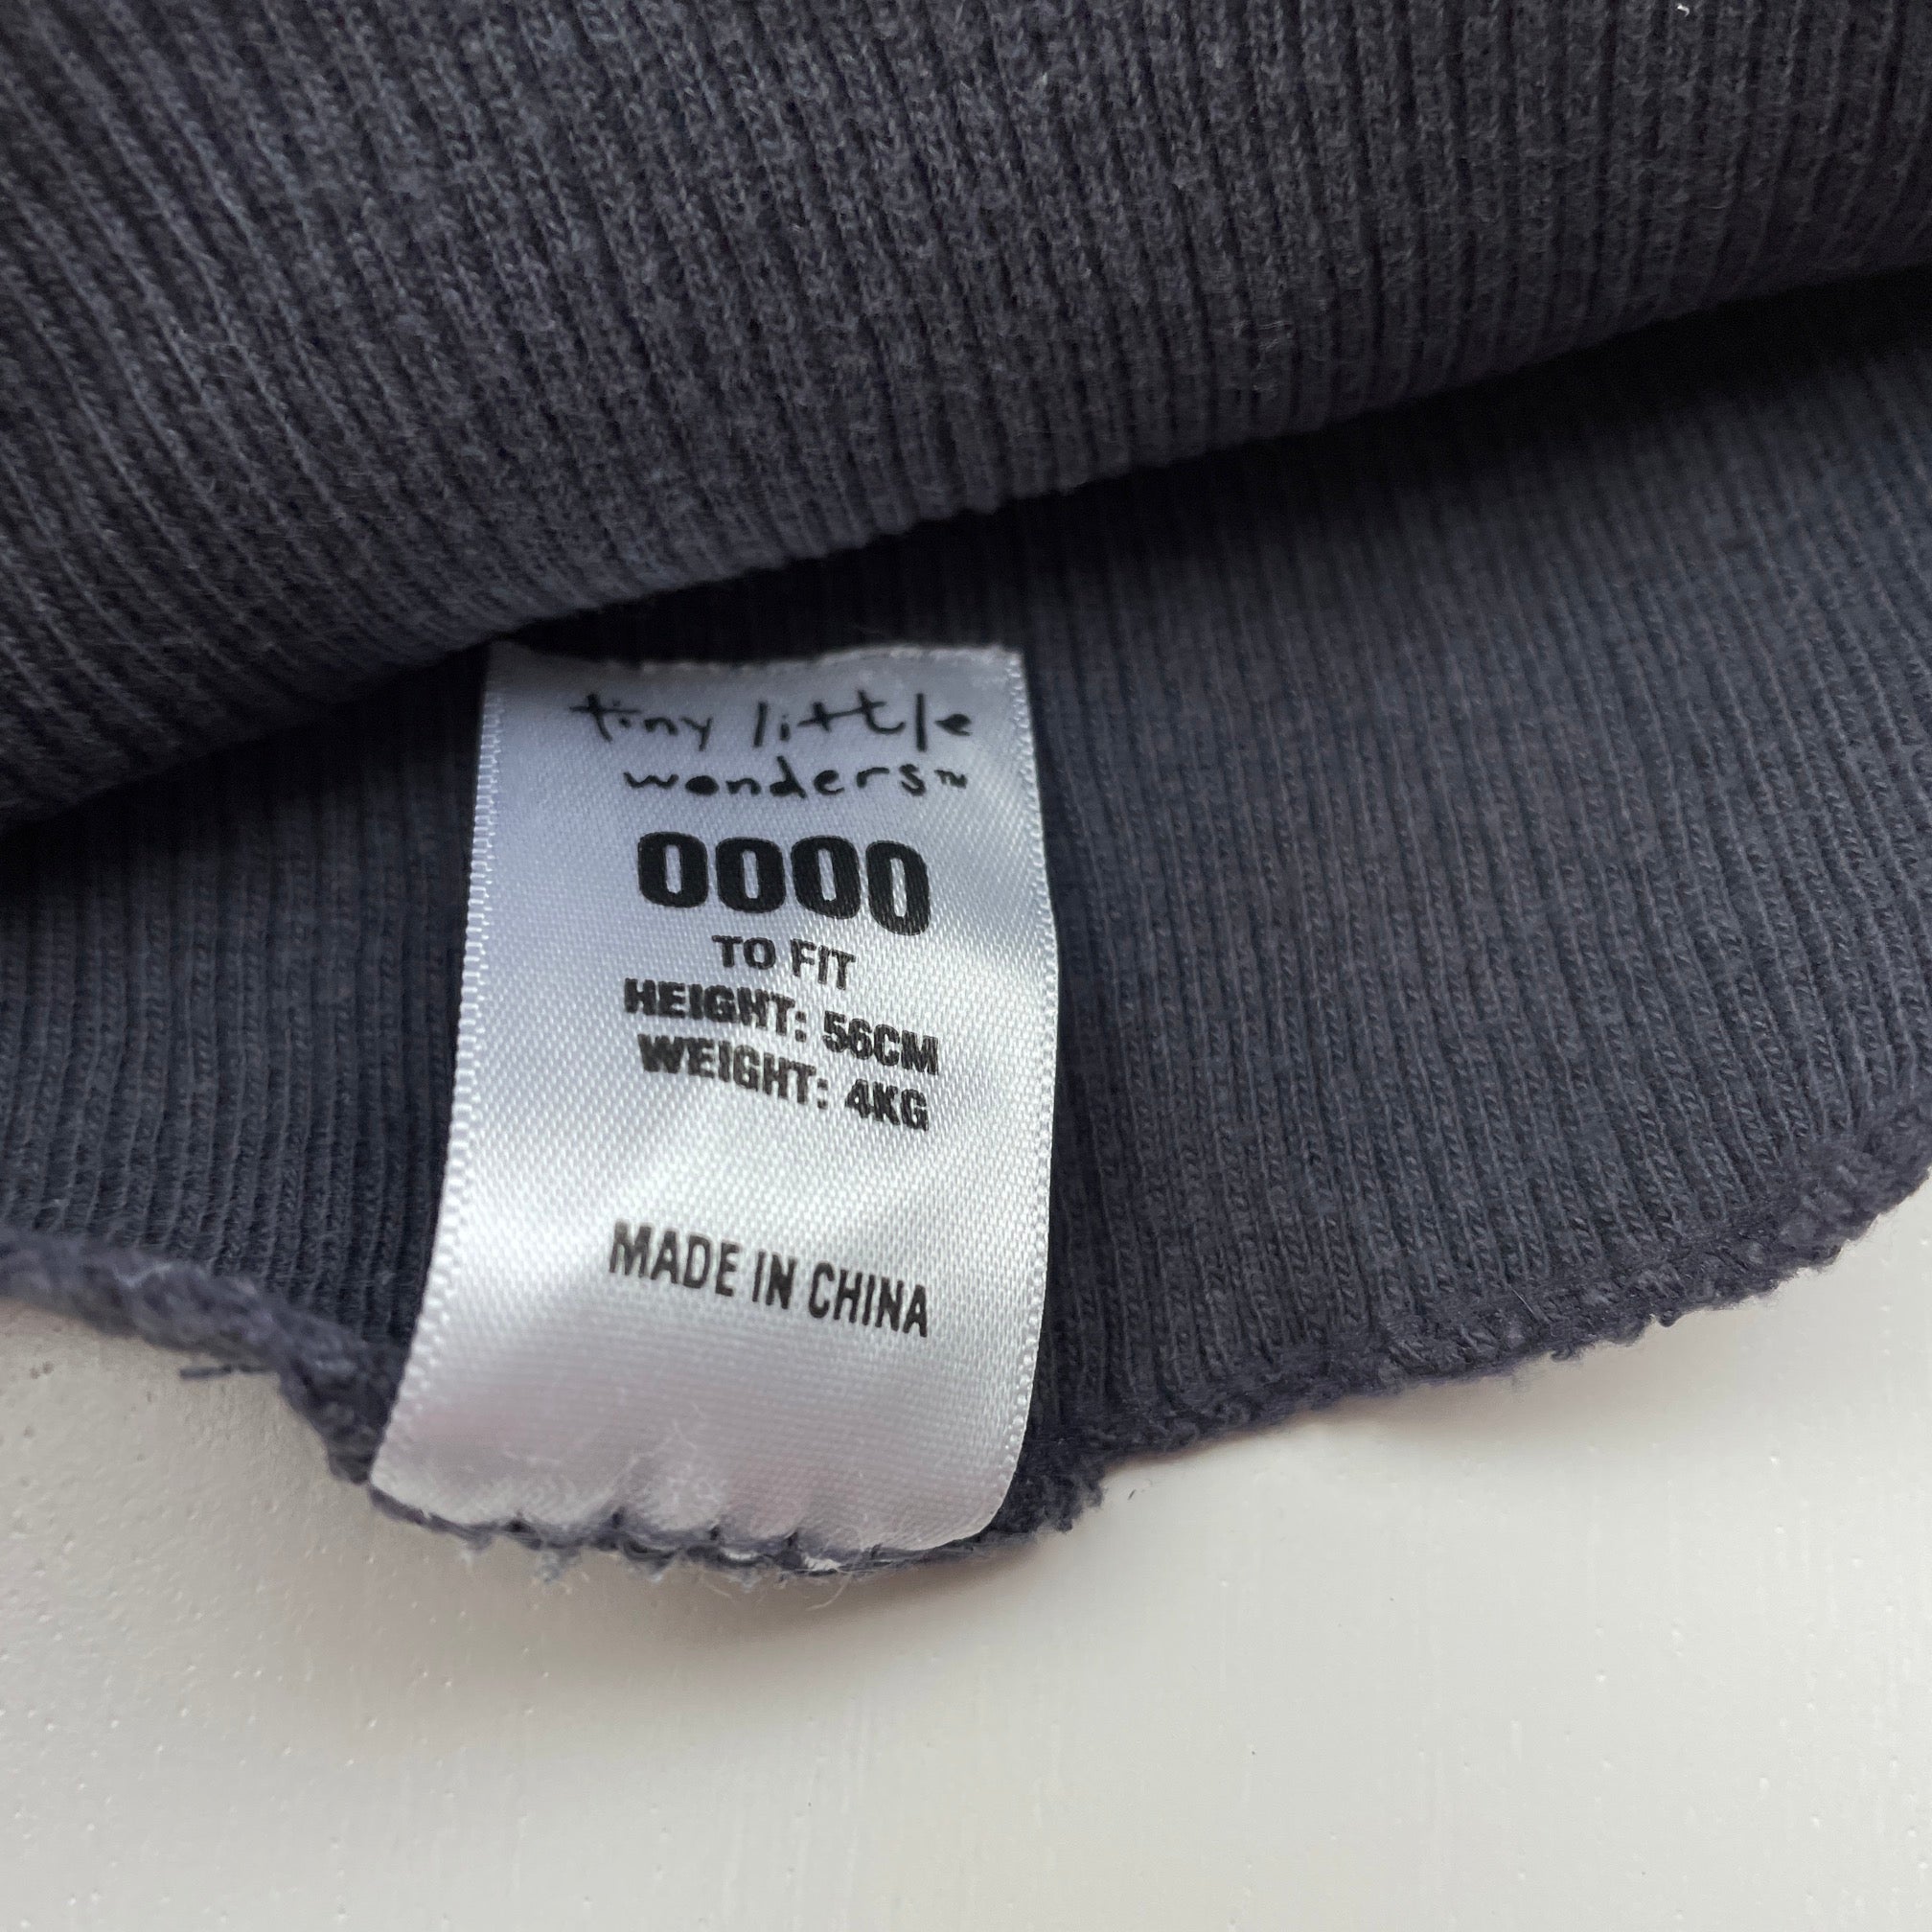 tiny little
wonders™
0000
TO FIT
HEIGHT: 56CM
WEIGHT: 4KG
MADE IN CHINA